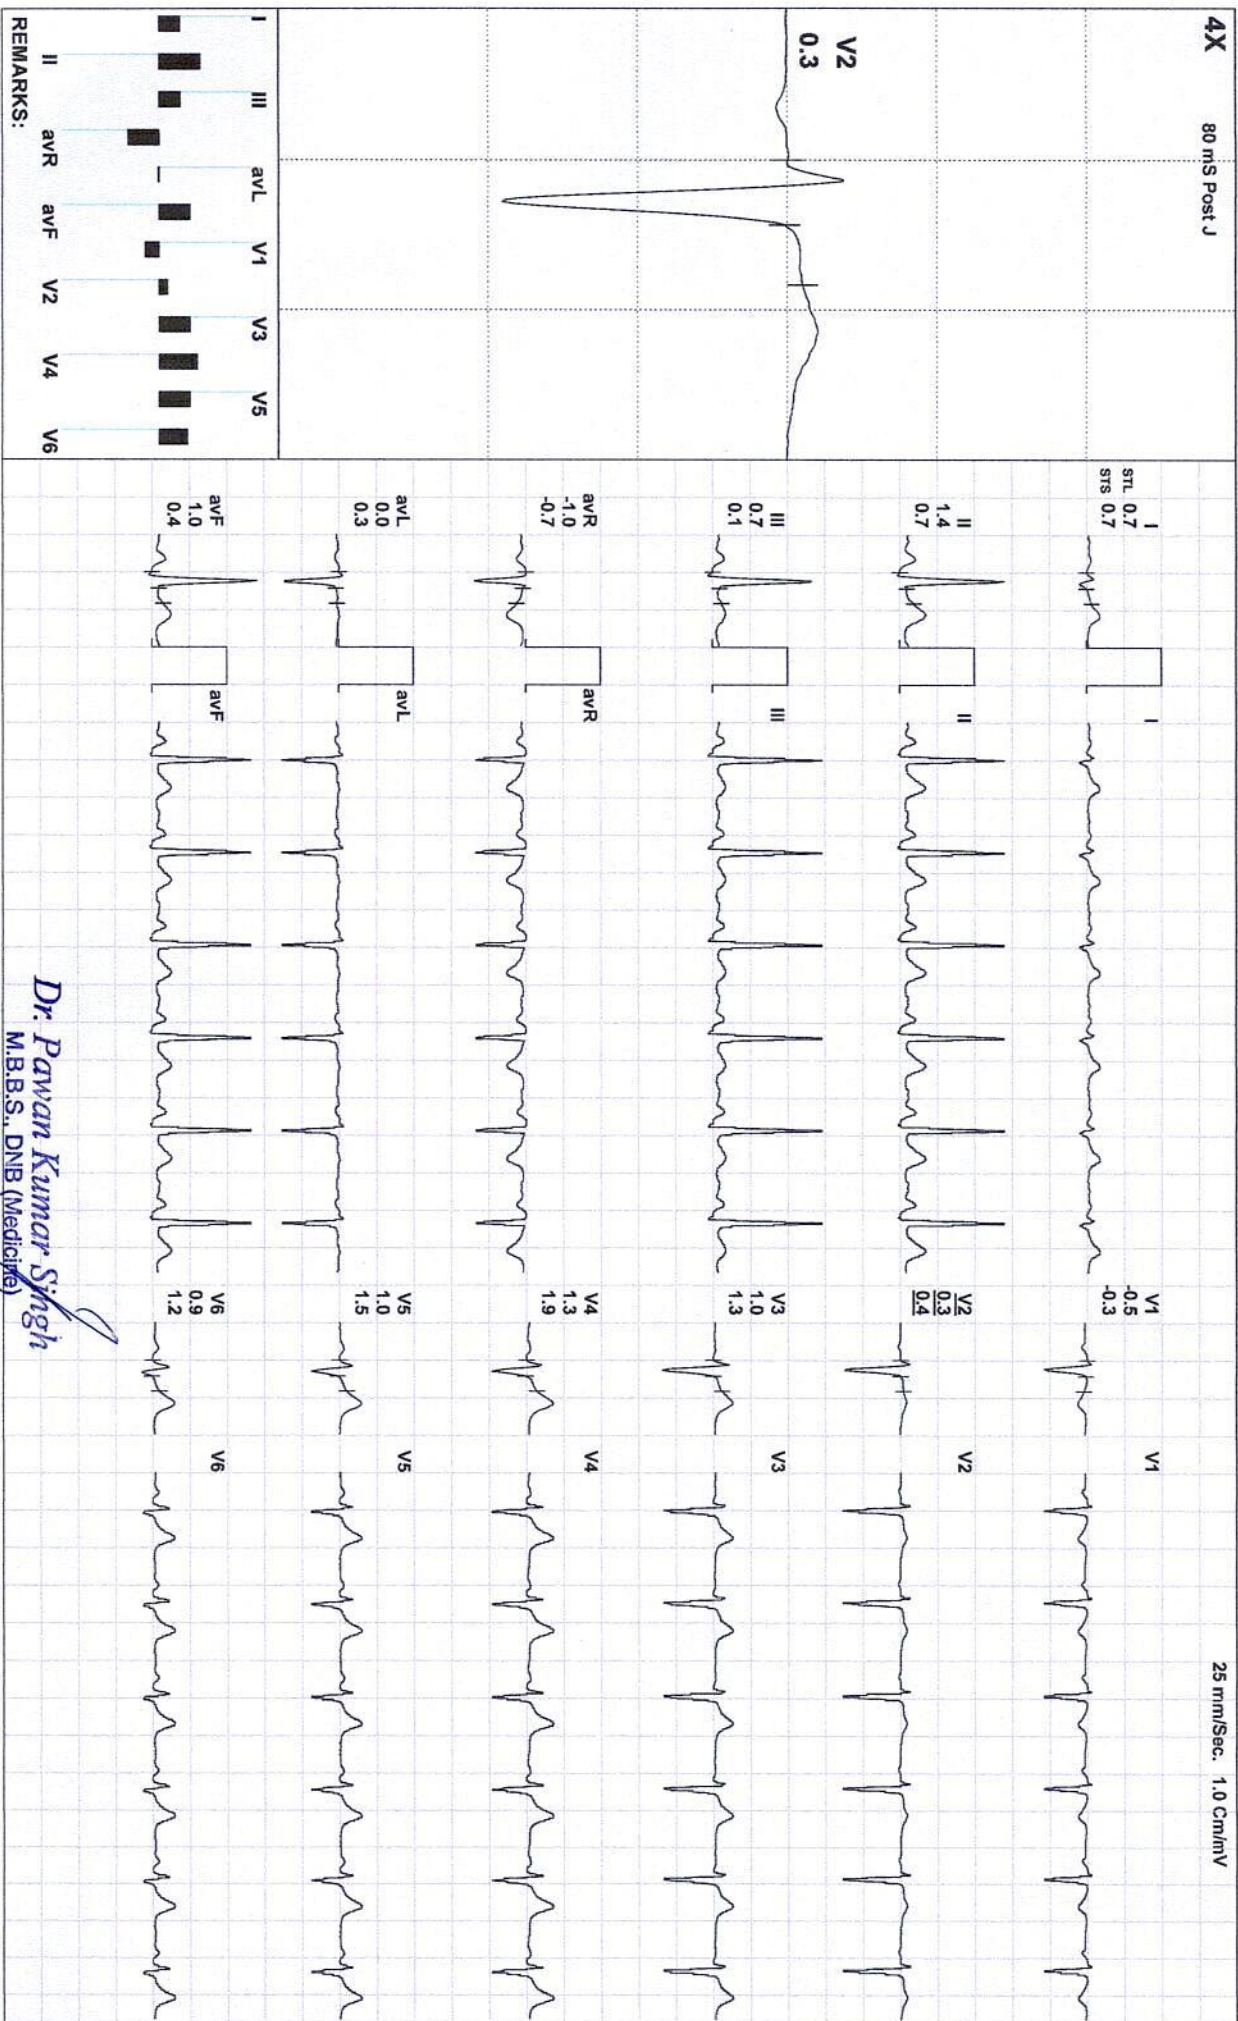 4X
80 mS Post J
25 mm/Sec. 1.0 Cm/mV
V2
0.3
I
STL 0.7
STS 0.7
I
V1
-0.5
-0.3
V1
II
1.4
0.7
II
V2
0.3
0.4
V2
III
0.7
0.1
III
V3
1.0
1.3
V3
avR
-1.0
-0.7
avR
V4
1.3
1.9
V4
avL
0.0
0.3
avL
V5
1.0
1.5
V5
avF
1.0
0.4
avF
V6
0.9
1.2
V6
I III avL V1 V3 V5
II avR avF V2 V4 V6
REMARKS:
Dr. Pawan Kumar Singh
M.B.B.S., DNB (Medicine)